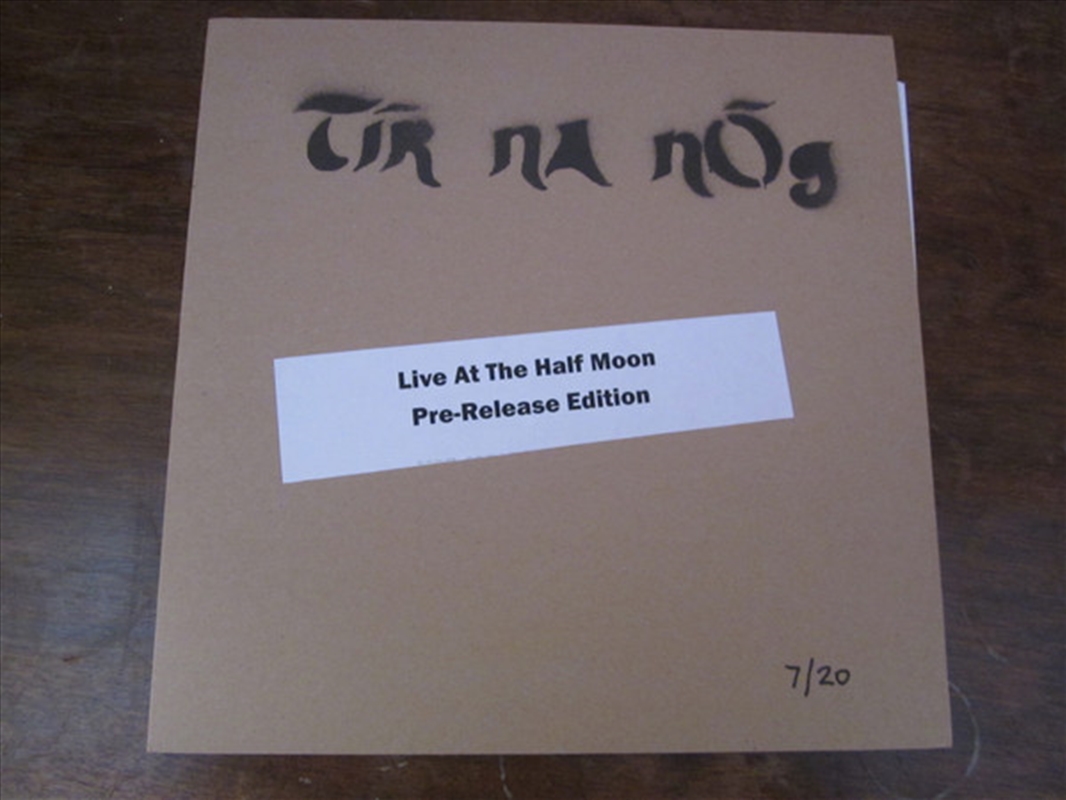 Tír na nÓg
Live At The Half Moon
Pre-Release Edition
7/20